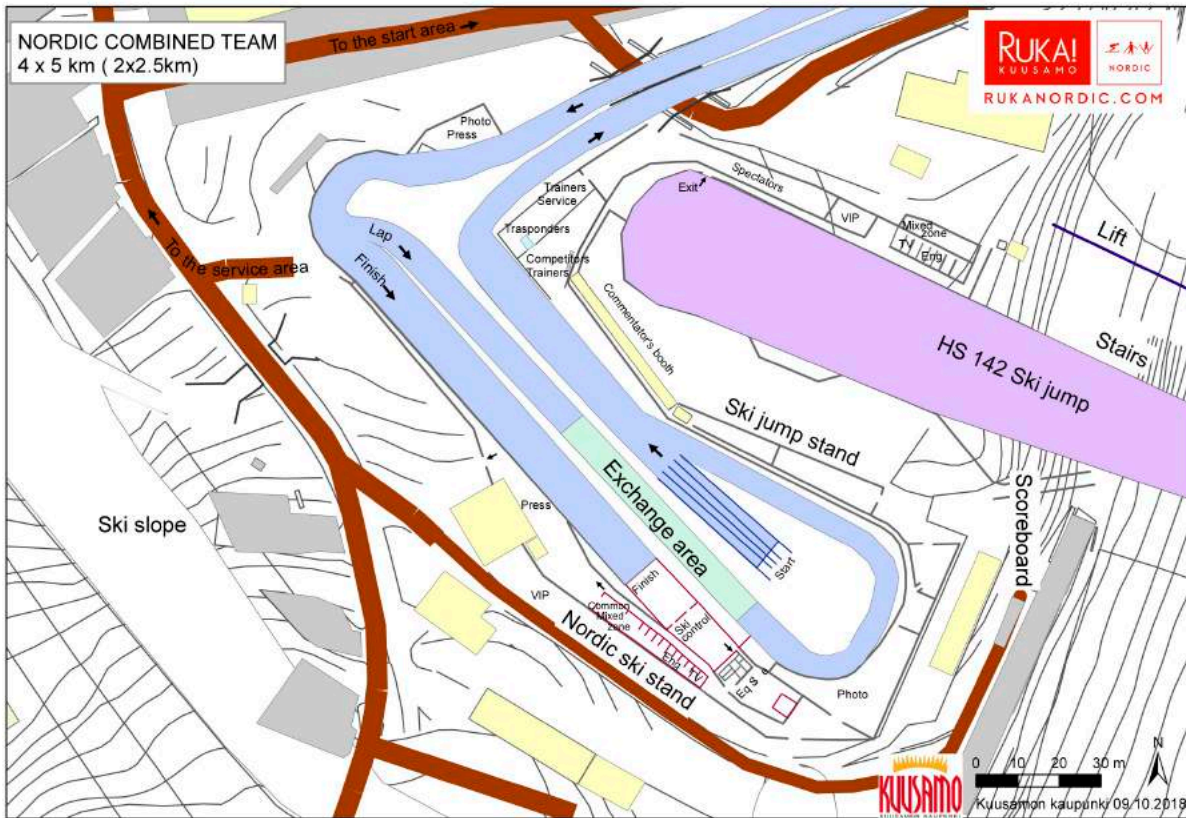 NORDIC COMBINED TEAM
4 x 5 km ( 2x2.5km)
To the start area
RUKA!
KUUSAMO
NORDIC
RUKANORDIC.COM
Photo
Press
Exit
Spectators
VIP
Mixed
zone
TV
Eng
Lift
Trainers
Service
Trasponders
Competitors
Trainers
Lap
Finish
To the service area
Commentator's booth
HS 142 Ski jump
Stairs
Ski jump stand
Scoreboard
Ski slope
Press
Exchange area
Start
Finish
VIP
Common
Mixed
zone
Ski
control
Eng
TV
Nordic ski stand
Photo
KUUSAMO
KUUSAMON KAUPUNKI
0 10 20 30 m
N
Kuusamon kaupunki 09.10.2018